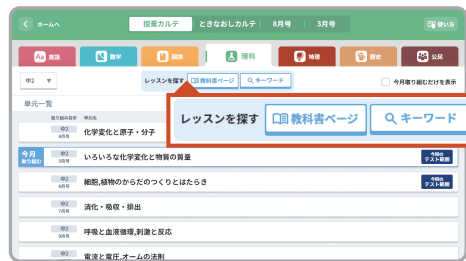 ホームへ
授業カルテ
ときなおしカルテ
8月号
3月号
使い方
Aa 英語
数学
国語
理科
地理
歴史
公民
中2
レッスンを探す
教科書ページ
キーワード
今月取り組むだけを表示
単元一覧
レッスンを探す
教科書ページ
キーワード
取り組み目安
単元名
中2
4月号
化学変化と原子・分子
今月
取り組む
中2
5月号
いろいろな化学変化と物質の質量
今回の
テスト範囲
中2
6月号
細胞,植物のからだのつくりとはたらき
今回の
テスト範囲
中2
7月号
消化・吸収・排出
中2
9月号
呼吸と血液循環,刺激と反応
中2
電流と電圧,オームの法則